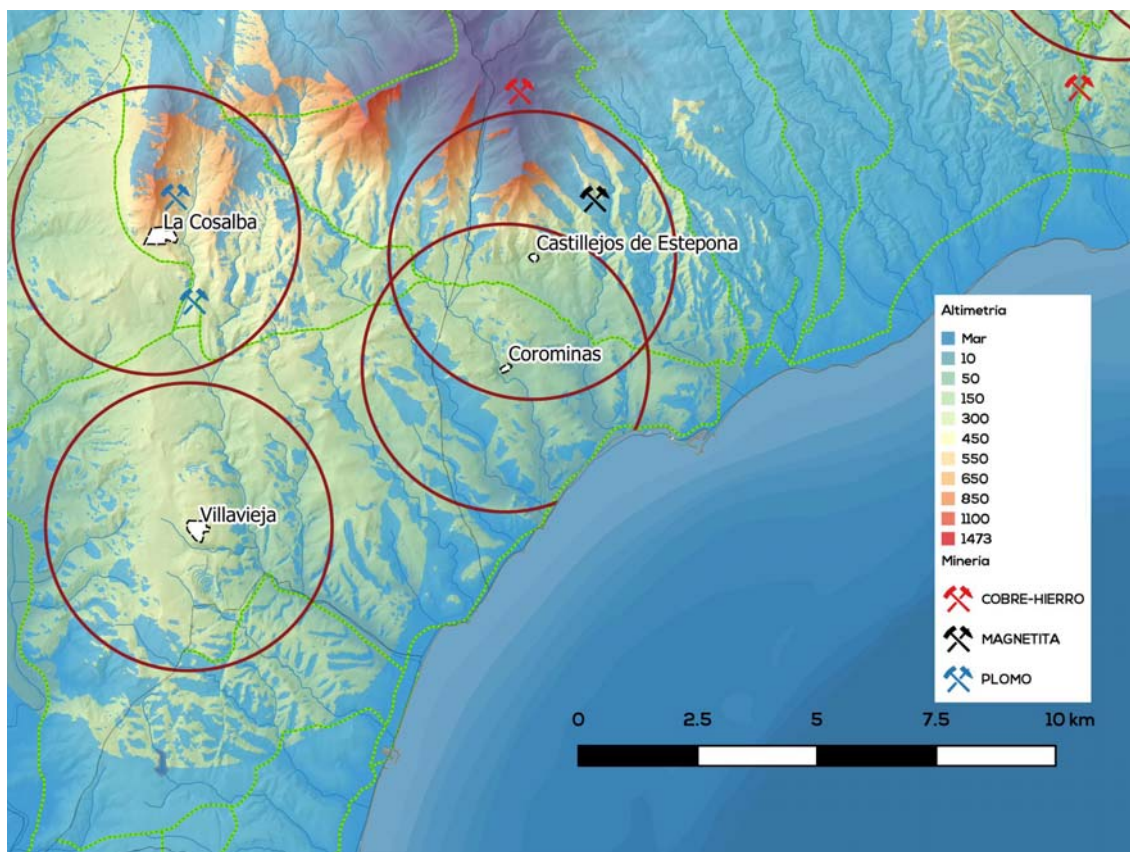 La Cosalba
Castillejos de Estepona
Corominas
Villavieja
Altimetría
Mar
10
50
150
300
450
550
650
850
1100
1473
Minería
COBRE-HIERRO
MAGNETITA
PLOMO
0 2.5 5 7.5 10 km